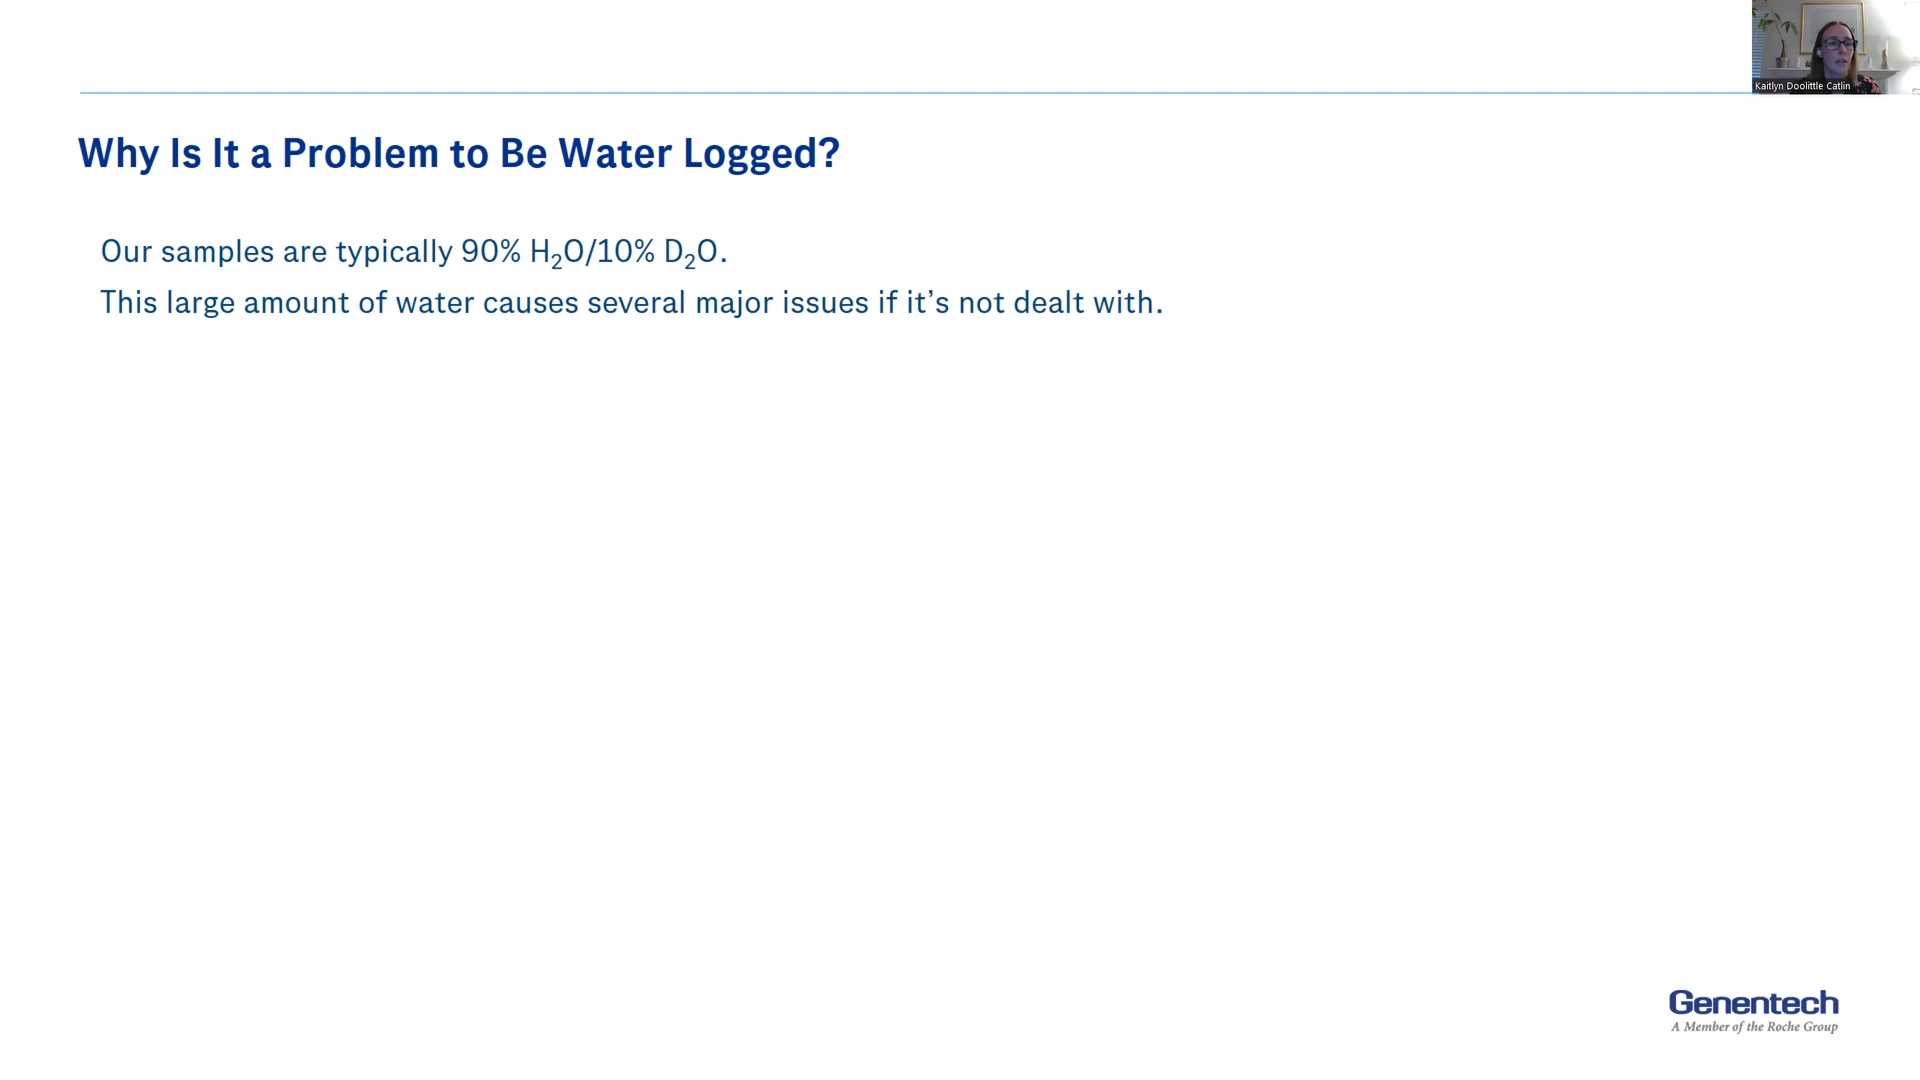 Kaitlyn Doolittle Catlin
Why Is It a Problem to Be Water Logged?
Our samples are typically 90% H₂O/10% D₂O.
This large amount of water causes several major issues if it’s not dealt with.
Genentech
A Member of the Roche Group